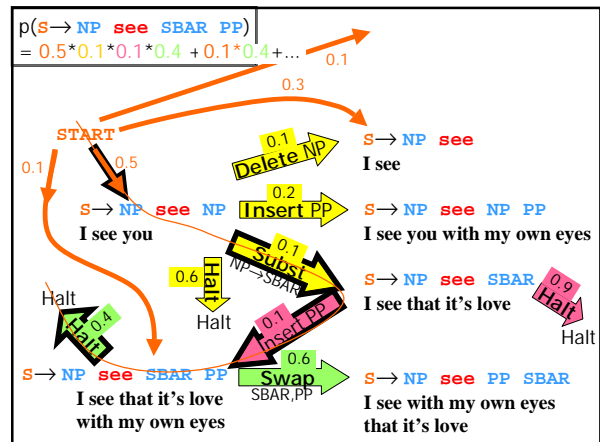 p(S→ NP see SBAR PP)
= 0.5*0.1*0.1*0.4 + 0.1*0.4+...
0.1
0.3
START
0.1
0.5
0.1
Delete NP
S→ NP see
I see
S→ NP see NP
I see you
0.2
Insert PP
S→ NP see NP PP
I see you with my own eyes
0.1
Subst
NP→SBAR
0.6
Halt
Halt
S→ NP see SBAR
I see that it's love
0.9
Halt
Halt
Halt
0.4
Halt
0.1
Insert PP
S→ NP see SBAR PP
I see that it's love
with my own eyes
0.6
Swap
SBAR,PP
S→ NP see PP SBAR
I see with my own eyes
that it's love